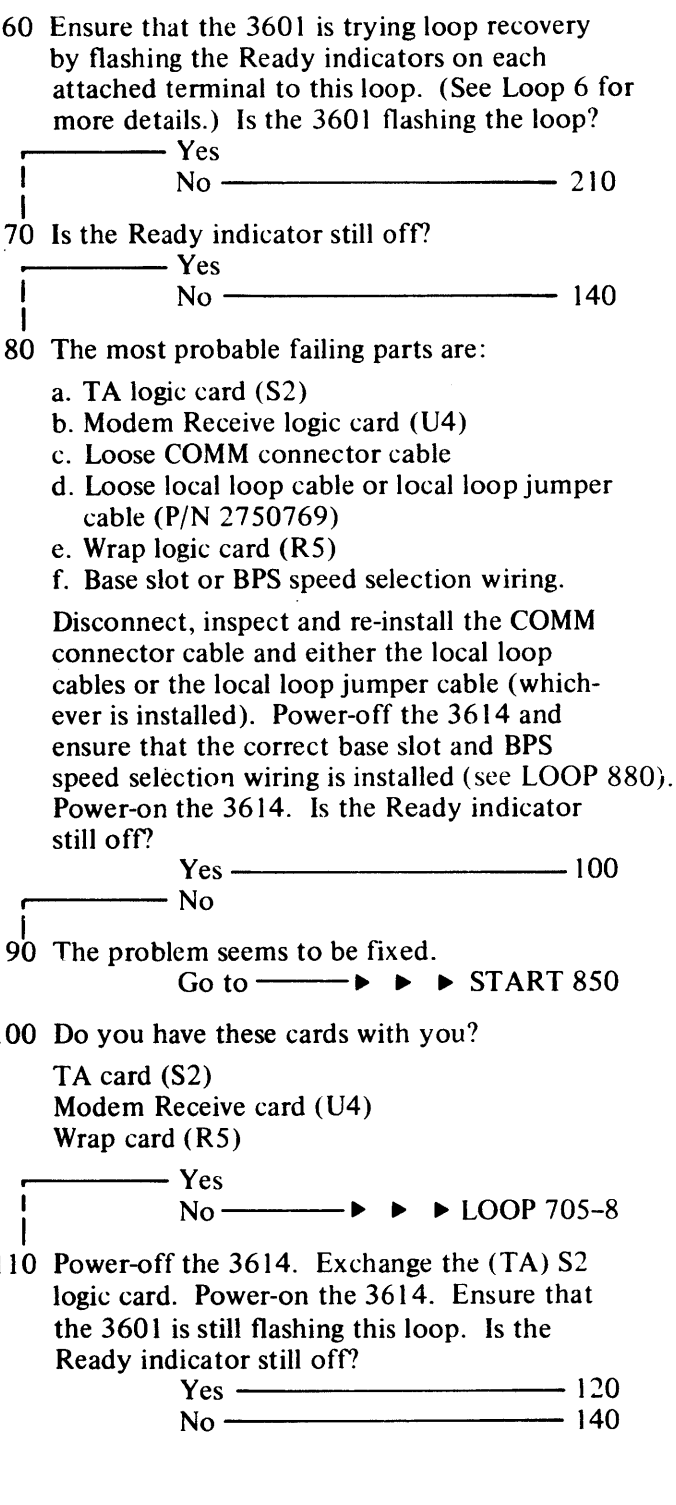 60 Ensure that the 3601 is trying loop recovery
by flashing the Ready indicators on each
attached terminal to this loop. (See Loop 6 for
more details.) Is the 3601 flashing the loop?
Yes
No 210
70 Is the Ready indicator still off?
Yes
No 140
80 The most probable failing parts are:
a. TA logic card (S2)
b. Modem Receive logic card (U4)
c. Loose COMM connector cable
d. Loose local loop cable or local loop jumper
cable (P/N 2750769)
e. Wrap logic card (R5)
f. Base slot or BPS speed selection wiring.
Disconnect, inspect and re-install the COMM
connector cable and either the local loop
cables or the local loop jumper cable (which-
ever is installed). Power-off the 3614 and
ensure that the correct base slot and BPS
speed selection wiring is installed (see LOOP 880).
Power-on the 3614. Is the Ready indicator
still off?
Yes 100
No
90 The problem seems to be fixed.
Go to ▶ ▶ ▶ START 850
00 Do you have these cards with you?
TA card (S2)
Modem Receive card (U4)
Wrap card (R5)
Yes
No ▶ ▶ ▶ LOOP 705–8
10 Power-off the 3614. Exchange the (TA) S2
logic card. Power-on the 3614. Ensure that
the 3601 is still flashing this loop. Is the
Ready indicator still off?
Yes 120
No 140